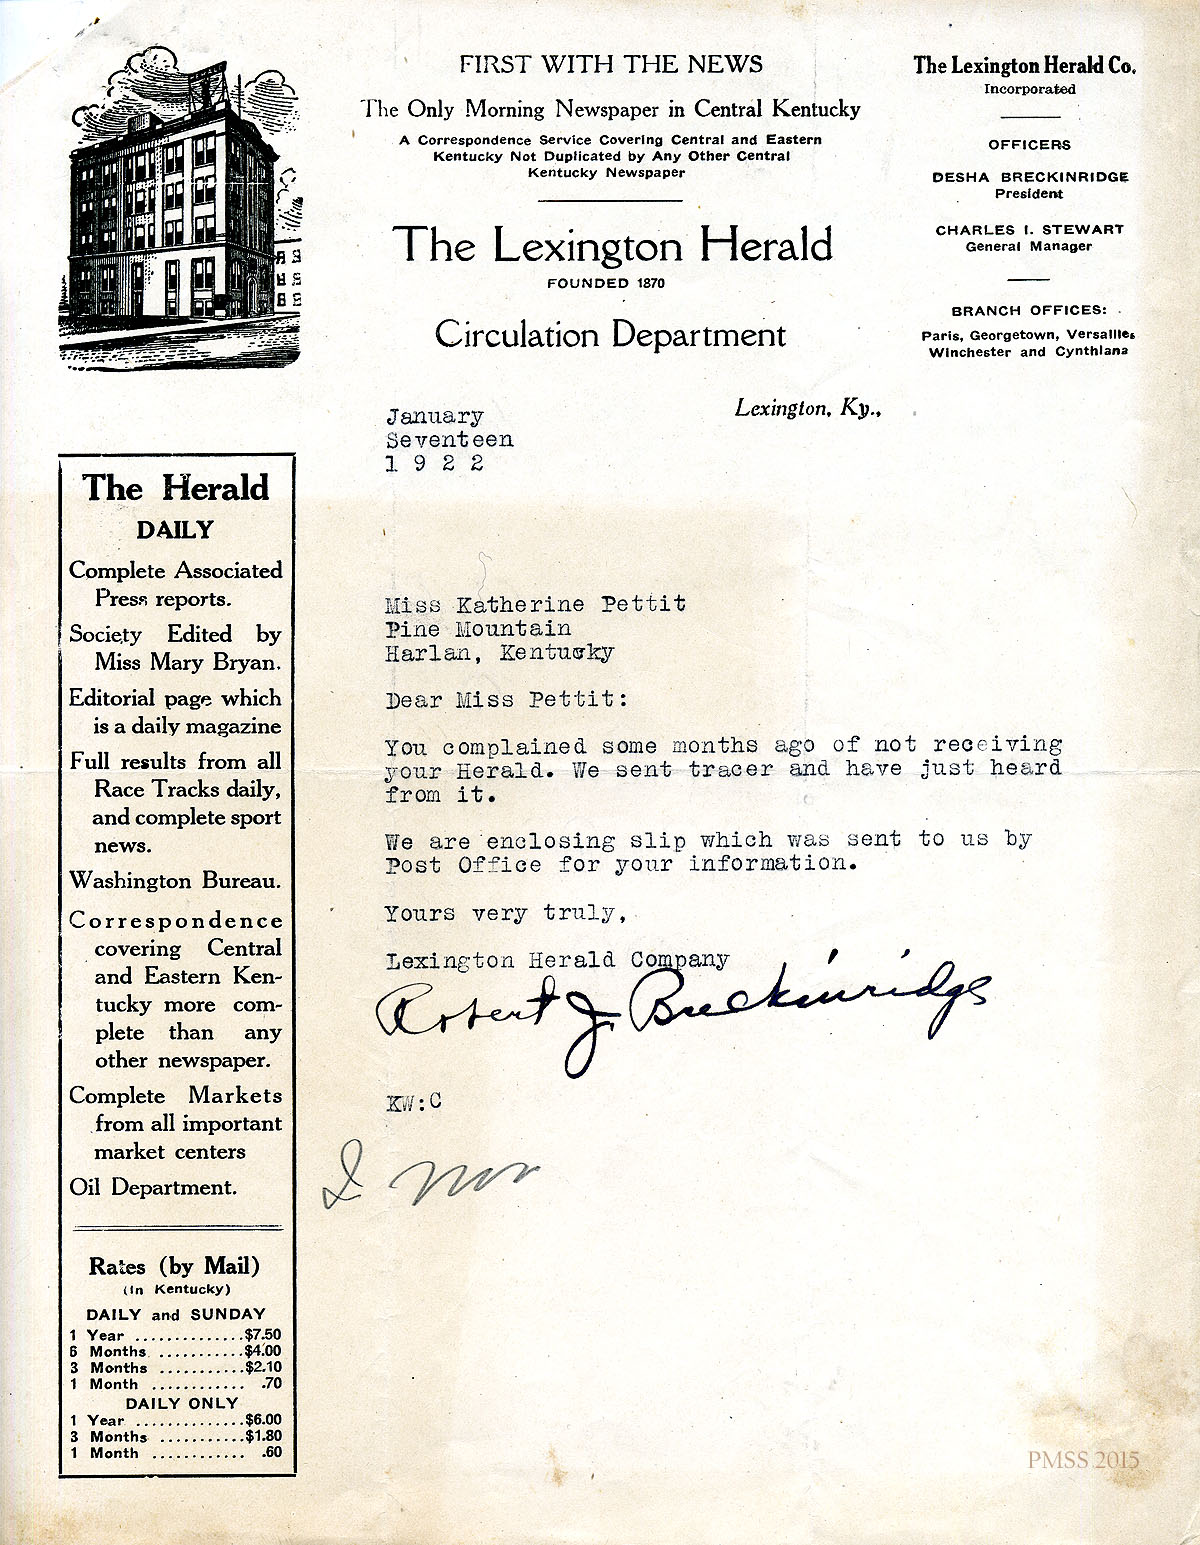 FIRST WITH THE NEWS
The Only Morning Newspaper in Central Kentucky
A Correspondence Service Covering Central and Eastern
Kentucky Not Duplicated by Any Other Central
Kentucky Newspaper
The Lexington Herald
FOUNDED 1870
Circulation Department
The Lexington Herald Co.
Incorporated
OFFICERS
DESHA BRECKINRIDGE
President
CHARLES I. STEWART
General Manager
BRANCH OFFICES:
Paris, Georgetown, Versailles
Winchester and Cynthiana
Lexington, Ky.,
January
Seventeen
1 9 2 2
The Herald
DAILY
Complete Associated
Press reports.
Society Edited by
Miss Mary Bryan.
Editorial page which
is a daily magazine
Full results from all
Race Tracks daily,
and complete sport
news.
Washington Bureau.
Correspondence
covering Central
and Eastern Ken-
tucky more com-
plete than any
other newspaper.
Complete Markets
from all important
market centers
Oil Department.
Rates (by Mail)
(In Kentucky)
DAILY and SUNDAY
1 Year ..............$7.50
6 Months ...........$4.00
3 Months ...........$2.10
1 Month ............ .70
DAILY ONLY
1 Year ..............$6.00
3 Months ...........$1.80
1 Month ............ .60
Miss Katherine Pettit
Pine Mountain
Harlan, Kentucky
Dear Miss Pettit:
You complained some months ago of not receiving
your Herald. We sent tracer and have just heard
from it.
We are enclosing slip which was sent to us by
Post Office for your information.
Yours very truly,
Lexington Herald Company
Robert J. Breckinridge
KW:C
PMSS 2015